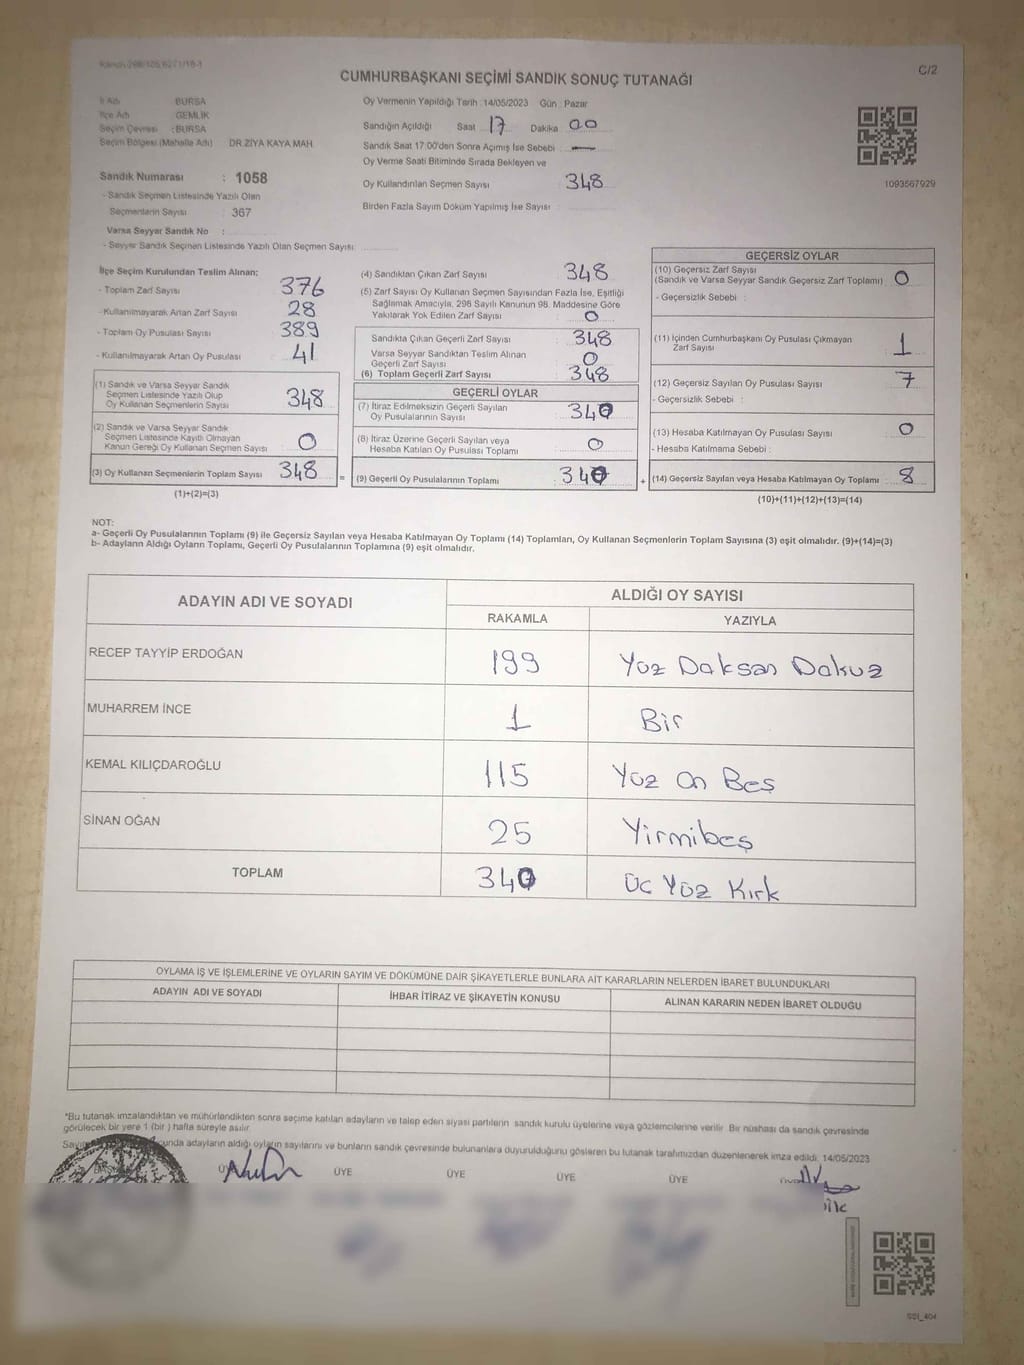 Kanun 298/105,6271/18-1
C/2
CUMHURBAŞKANI SEÇİMİ SANDIK SONUÇ TUTANAĞI
İl Adı BURSA
İlçe Adı GEMLİK
Seçim Çevresi : BURSA
Seçim Bölgesi (Mahalle Adı) DR ZİYA KAYA MAH.
Sandık Numarası : 1058
- Sandık Seçmen Listesinde Yazılı Olan
Seçmenlerin Sayısı : 367
Varsa Seyyar Sandık No :
- Seyyar Sandık Seçmen Listesinde Yazılı Olan Seçmen Sayısı:
Oy Vermenin Yapıldığı Tarih : 14/05/2023 Gün : Pazar
Sandığın Açıldığı Saat 17 Dakika 00
Sandık Saat 17:00'den Sonra Açımış İse Sebebi : —
Oy Verme Saati Bitiminde Sırada Bekleyen ve
Oy Kullandırılan Seçmen Sayısı : 348
Birden Fazla Sayım Döküm Yapılmış İse Sayısı :
1093567929
İlçe Seçim Kurulundan Teslim Alınan;
- Toplam Zarf Sayısı : 376
- Kullanılmayarak Artan Zarf Sayısı : 28
- Toplam Oy Pusulası Sayısı : 389
- Kullanılmayarak Artan Oy Pusulası : 41
(1) Sandık ve Varsa Seyyar Sandık
Seçmen Listesinde Yazılı Olup
Oy Kullanan Seçmenlerin Sayısı : 348
(2) Sandık ve Varsa Seyyar Sandık
Seçmen Listesinde Kayıtlı Olmayan
Kanun Gereği Oy Kullanan Seçmen Sayısı : 0
(3) Oy Kullanan Seçmenlerin Toplam Sayısı : 348
(1)+(2)=(3)
(4) Sandıktan Çıkan Zarf Sayısı : 348
(5) Zarf Sayısı Oy Kullanan Seçmen Sayısından Fazla İse, Eşitliği
Sağlamak Amacıyla, 298 Sayılı Kanunun 98. Maddesine Göre
Yakılarak Yok Edilen Zarf Sayısı : 0
Sandıkta Çıkan Geçerli Zarf Sayısı : 348
Varsa Seyyar Sandıktan Teslim Alınan
Geçerli Zarf Sayısı : 0
(6) Toplam Geçerli Zarf Sayısı : 348
GEÇERLİ OYLAR
(7) İtiraz Edilmeksizin Geçerli Sayılan
Oy Pusulalarının Sayısı : 340
(8) İtiraz Üzerine Geçerli Sayılan veya
Hesaba Katılan Oy Pusulası Toplamı : 0
= (9) Geçerli Oy Pusulalarının Toplamı : 340 +
GEÇERSİZ OYLAR
(10) Geçersiz Zarf Sayısı
(Sandık ve Varsa Seyyar Sandık Geçersiz Zarf Toplamı) : 0
- Geçersizlik Sebebi :
(11) İçinden Cumhurbaşkanı Oy Pusulası Çıkmayan
Zarf Sayısı : 1
(12) Geçersiz Sayılan Oy Pusulası Sayısı : 7
- Geçersizlik Sebebi :
(13) Hesaba Katılmayan Oy Pusulası Sayısı : 0
- Hesaba Katılmama Sebebi :
(14) Geçersiz Sayılan veya Hesaba Katılmayan Oy Toplamı : 8
(10)+(11)+(12)+(13)=(14)
NOT:
a- Geçerli Oy Pusulalarının Toplamı (9) ile Geçersiz Sayılan veya Hesaba Katılmayan Oy Toplamı (14) Toplamları, Oy Kullanan Seçmenlerin Toplam Sayısına (3) eşit olmalıdır. (9)+(14)=(3)
b- Adayların Aldığı Oyların Toplamı, Geçerli Oy Pusulalarının Toplamına (9) eşit olmalıdır.
ADAYIN ADI VE SOYADI ALDIĞI OY SAYISI
RAKAMLA YAZIYLA
RECEP TAYYİP ERDOĞAN 199 Yüz Doksan Dokuz
MUHARREM İNCE 1 Bir
KEMAL KILIÇDAROĞLU 115 Yüz On Beş
SİNAN OĞAN 25 Yirmibeş
TOPLAM 340 Üc Yüz Kırk
OYLAMA İŞ VE İŞLEMLERİNE VE OYLARIN SAYIM VE DÖKÜMÜNE DAİR ŞİKAYETLERLE BUNLARA AİT KARARLARIN NELERDEN İBARET BULUNDUKLARI
ADAYIN ADI VE SOYADI İHBAR İTİRAZ VE ŞİKAYETİN KONUSU ALINAN KARARIN NEDEN İBARET OLDUĞU
*Bu tutanak imzalandıktan ve mühürlendikten sonra seçime katılan adayların ve talep eden siyasi partilerin sandık kurulu üyelerine veya gözlemcilerine verilir. Bir nüshası da sandık çevresinde
görülecek bir yere 1 (bir ) hafta süreyle asılır.
adayların aldığı oyların sayılarını ve bunların sandık çevresinde bulunanlara duyurulduğunu gösteren bu tutanak tarafımızdan düzenlenerek imza edildi. 14/05/2023
ÜYE ÜYE ÜYE ÜYE
SSI_404